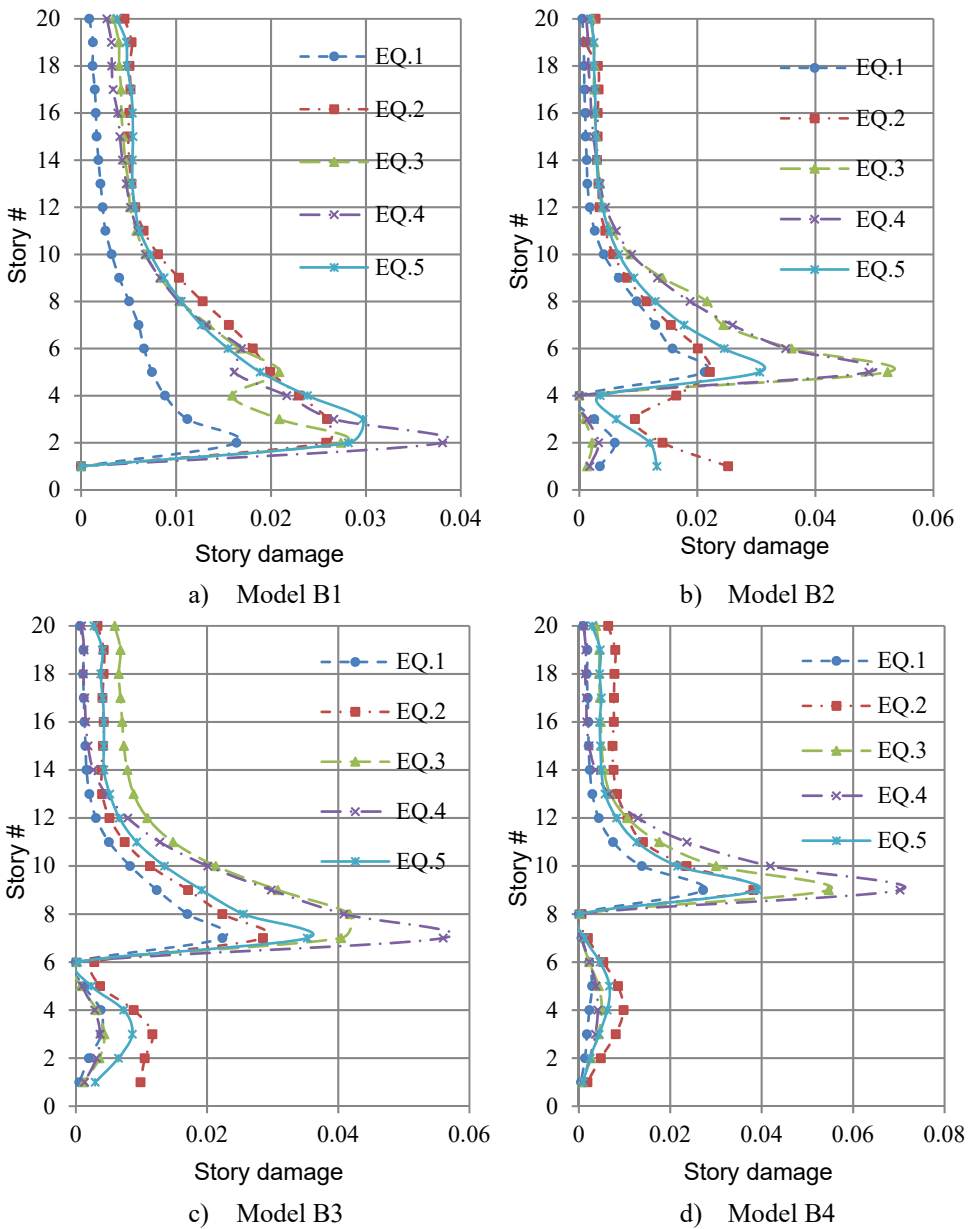 20
18
16
14
12
10
8
6
4
2
0
Story #
EQ.1
EQ.2
EQ.3
EQ.4
EQ.5
0 0.01 0.02 0.03 0.04
Story damage
a) Model B1
20
18
16
14
12
10
8
6
4
2
0
Story #
EQ.1
EQ.2
EQ.3
EQ.4
EQ.5
0 0.02 0.04 0.06
Story damage
b) Model B2
20
18
16
14
12
10
8
6
4
2
0
Story #
EQ.1
EQ.2
EQ.3
EQ.4
EQ.5
0 0.02 0.04 0.06
Story damage
c) Model B3
20
18
16
14
12
10
8
6
4
2
0
Story #
EQ.1
EQ.2
EQ.3
EQ.4
EQ.5
0 0.02 0.04 0.06 0.08
Story damage
d) Model B4